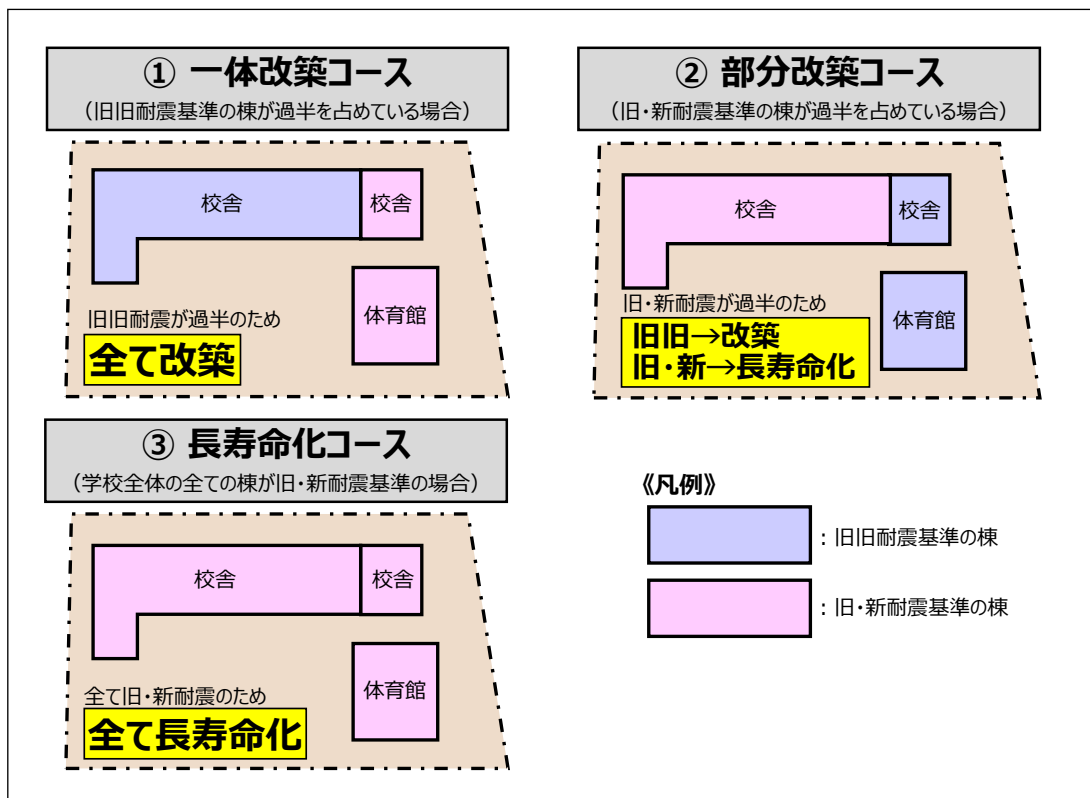 ① 一体改築コース
（旧旧耐震基準の棟が過半を占めている場合）
校舎
校舎
体育館
旧旧耐震が過半のため
全て改築
② 部分改築コース
（旧・新耐震基準の棟が過半を占めている場合）
校舎
校舎
体育館
旧・新耐震が過半のため
旧旧→改築
旧・新→長寿命化
③ 長寿命化コース
（学校全体の全ての棟が旧・新耐震基準の場合）
校舎
校舎
体育館
全て旧・新耐震のため
全て長寿命化
《凡例》
：旧旧耐震基準の棟
：旧・新耐震基準の棟